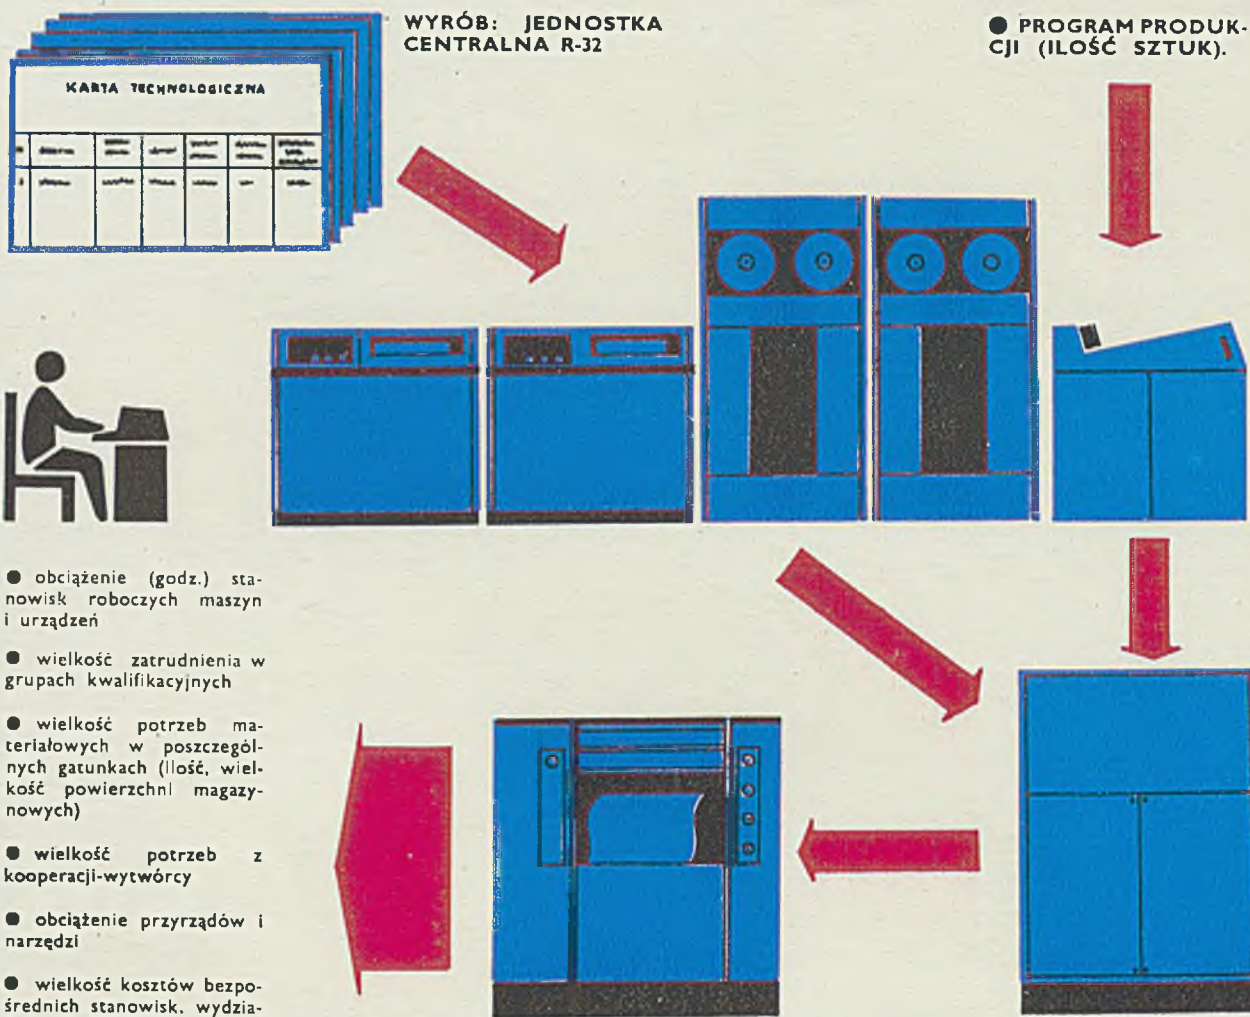 WYRÓB: JEDNOSTKA
CENTRALNA R-32
● PROGRAM PRODUK-
CJI (ILOŚĆ SZTUK).
KARTA TECHNOLOGICZNA
● obciążenie (godz.) sta-
nowisk roboczych maszyn
i urządzeń
● wielkość zatrudnienia w
grupach kwalifikacyjnych
● wielkość potrzeb ma-
teriałowych w poszczegól-
nych gatunkach (ilość, wiel-
kość powierzchni magazy-
nowych)
● wielkość potrzeb z
kooperacji-wytwórcy
● obciążenie przyrządów i
narzędzi
● wielkość kosztów bezpo-
średnich stanowisk, wydzia-